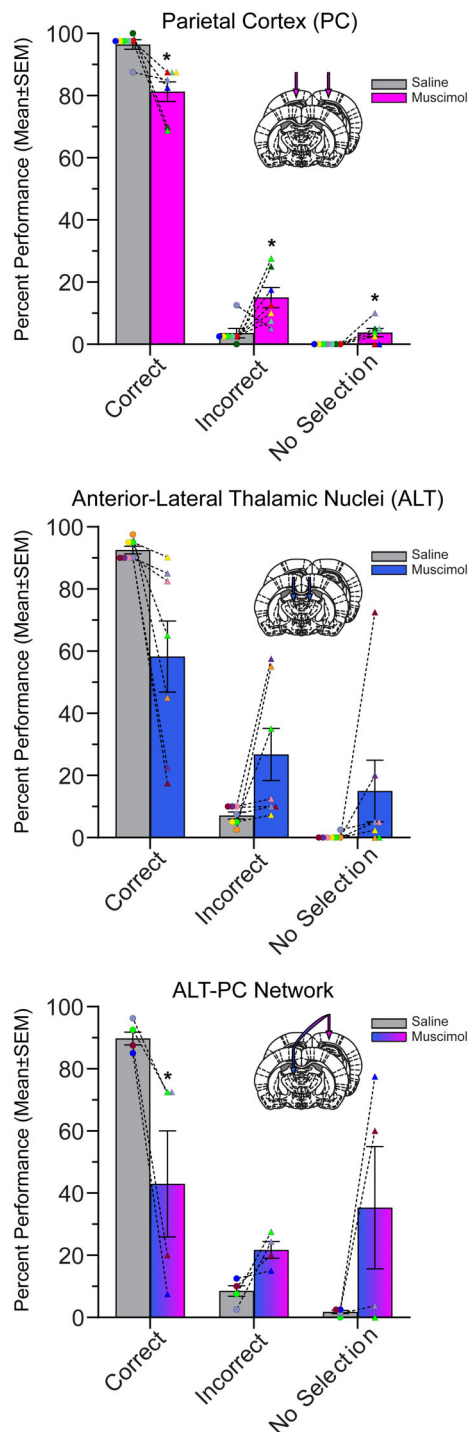 Parietal Cortex (PC)
Percent Performance (Mean±SEM)
100
80
60
40
20
0
*
*
*
Saline
Muscimol
Correct
Incorrect
No Selection
Anterior-Lateral Thalamic Nuclei (ALT)
Percent Performance (Mean±SEM)
100
80
60
40
20
0
Saline
Muscimol
Correct
Incorrect
No Selection
ALT-PC Network
Percent Performance (Mean±SEM)
100
80
60
40
20
0
*
Saline
Muscimol
Correct
Incorrect
No Selection